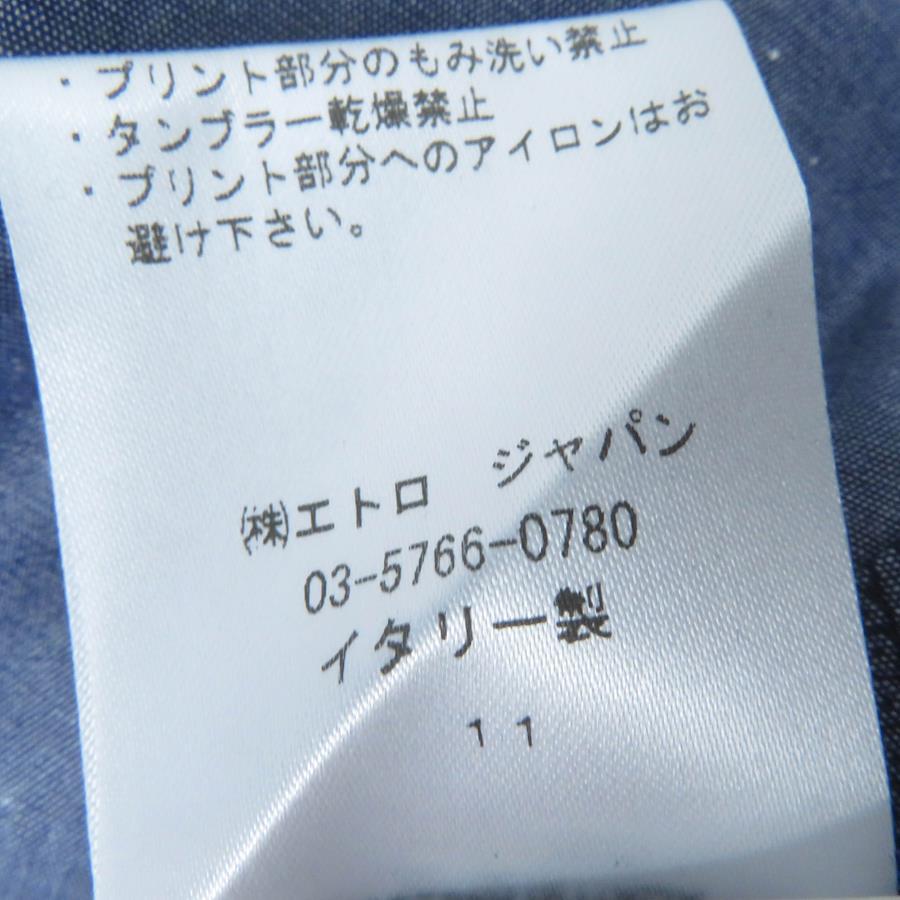 ・プリント部分のもみ洗い禁止
・タンブラー乾燥禁止
・プリント部分へのアイロンはお
避け下さい。
㈱エトロ　ジャパン
03-5766-0780
イタリー製
11